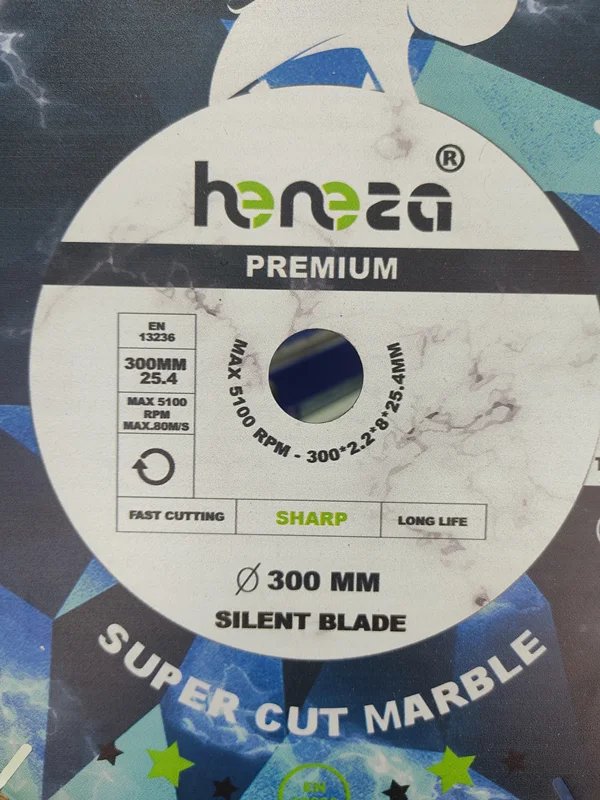 heneza®
PREMIUM
EN
13236
300MM
25.4
MAX 5100
RPM
MAX.80M/S
MAX 5100 RPM - 300*2.2*8*25.4MM
FAST CUTTING
SHARP
LONG LIFE
Ø 300 MM
SILENT BLADE
SUPER CUT MARBLE
EN